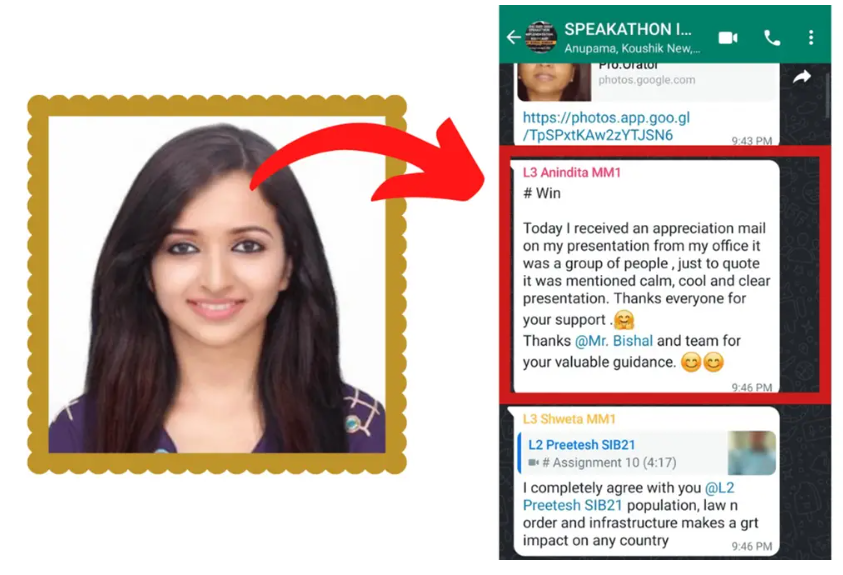 SPEAKATHON I...
Anupama, Koushik New,...
Pro.Orator
photos.google.com
https://photos.app.goo.gl
/TpSPxtKAw2zYTJSN6
9:43 PM
L3 Anindita MM1
# Win
Today I received an appreciation mail
on my presentation from my office it
was a group of people , just to quote
it was mentioned calm, cool and clear
presentation. Thanks everyone for
your support .🤗
Thanks @Mr. Bishal and team for
your valuable guidance. 😊😊
9:46 PM
L3 Shweta MM1
L2 Preetesh SIB21
# Assignment 10 (4:17)
I completely agree with you @L2
Preetesh SIB21 population, law n
order and infrastructure makes a grt
impact on any country
9:46 PM